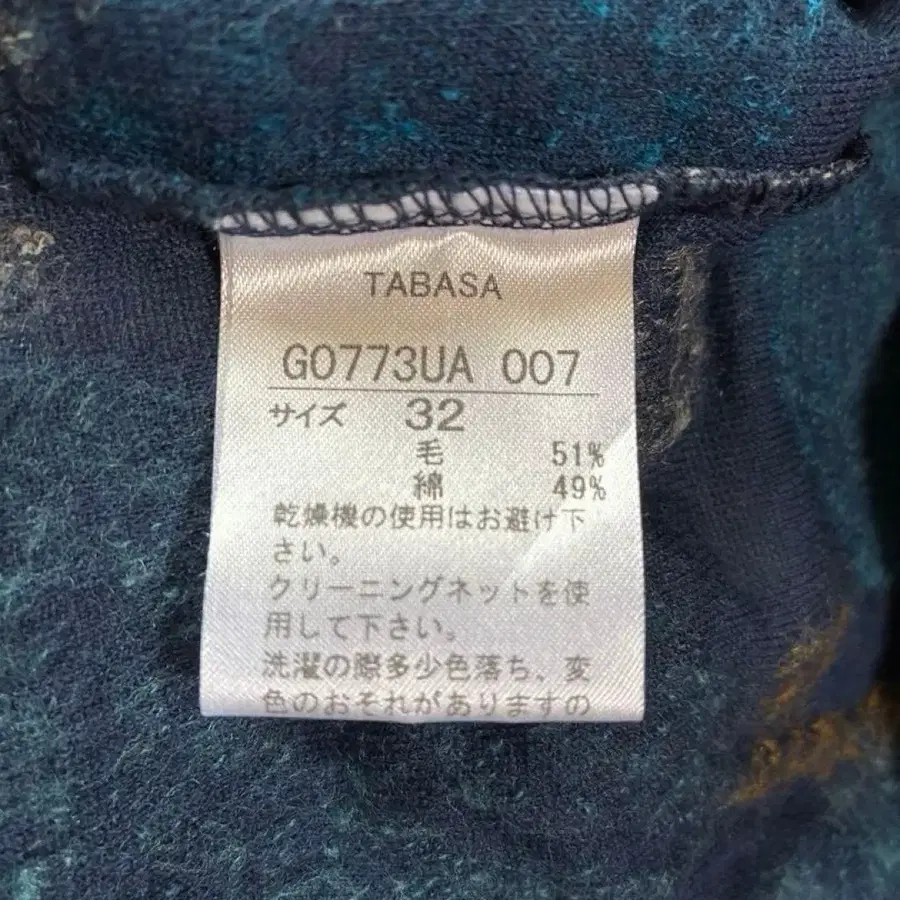 TABASA
G0773UA 007
サイズ 32
毛 51%
綿 49%
乾燥機の使用はお避け下
さい。
クリーニングネットを使
用して下さい。
洗濯の際多少色落ち、変
色のおそれがありますの